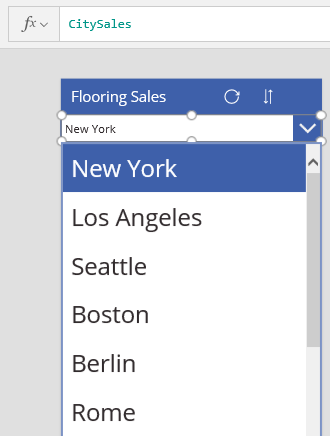 fx CitySales
Flooring Sales
New York
New York
Los Angeles
Seattle
Boston
Berlin
Rome